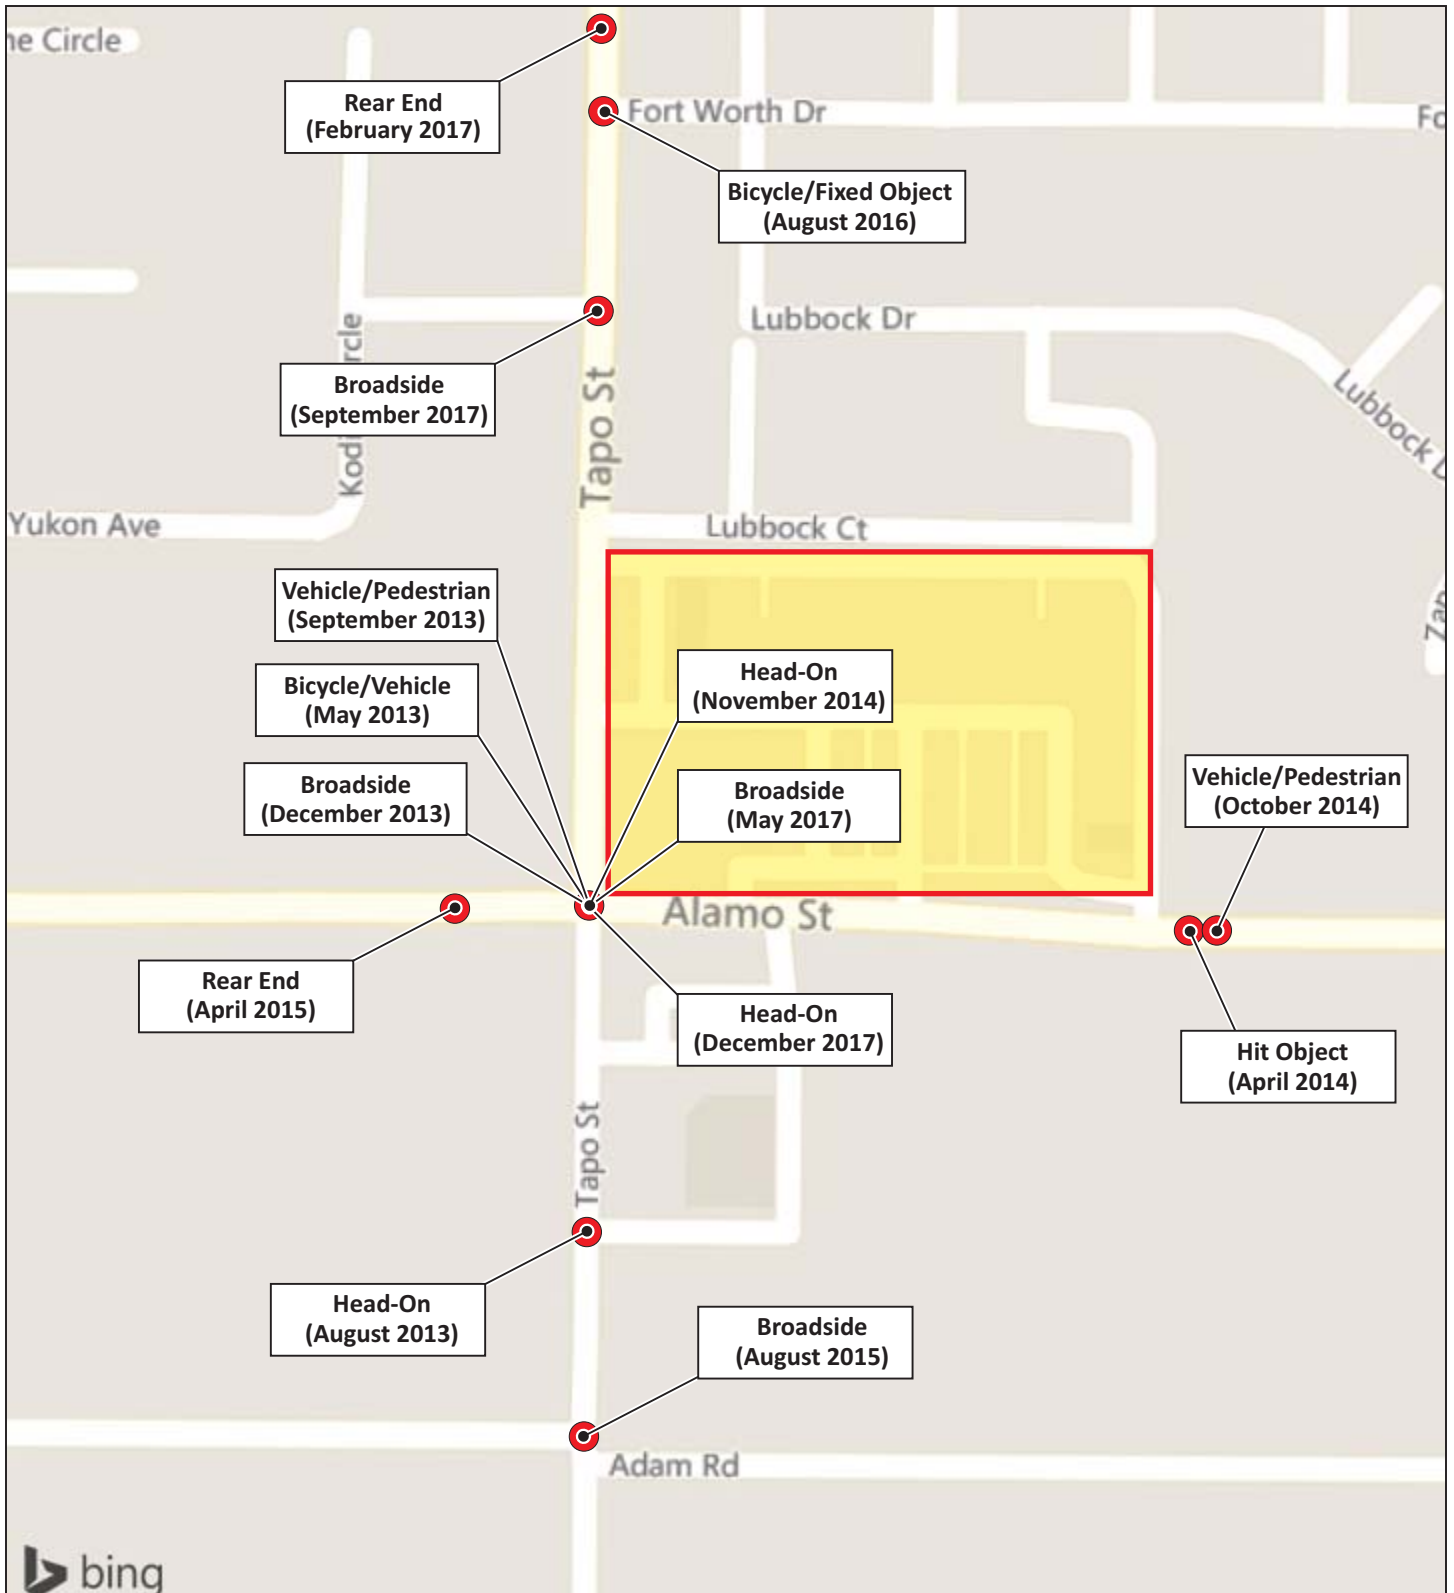 ne Circle
Rear End
(February 2017)
Fort Worth Dr
Bicycle/Fixed Object
(August 2016)
Lubbock Dr
Broadside
(September 2017)
Tapo St
Lubbock
Yukon Ave
Lubbock Ct
Vehicle/Pedestrian
(September 2013)
Bicycle/Vehicle
(May 2013)
Head-On
(November 2014)
Broadside
(December 2013)
Broadside
(May 2017)
Vehicle/Pedestrian
(October 2014)
Alamo St
Rear End
(April 2015)
Head-On
(December 2017)
Hit Object
(April 2014)
Tapo St
Head-On
(August 2013)
Broadside
(August 2015)
Adam Rd
bing